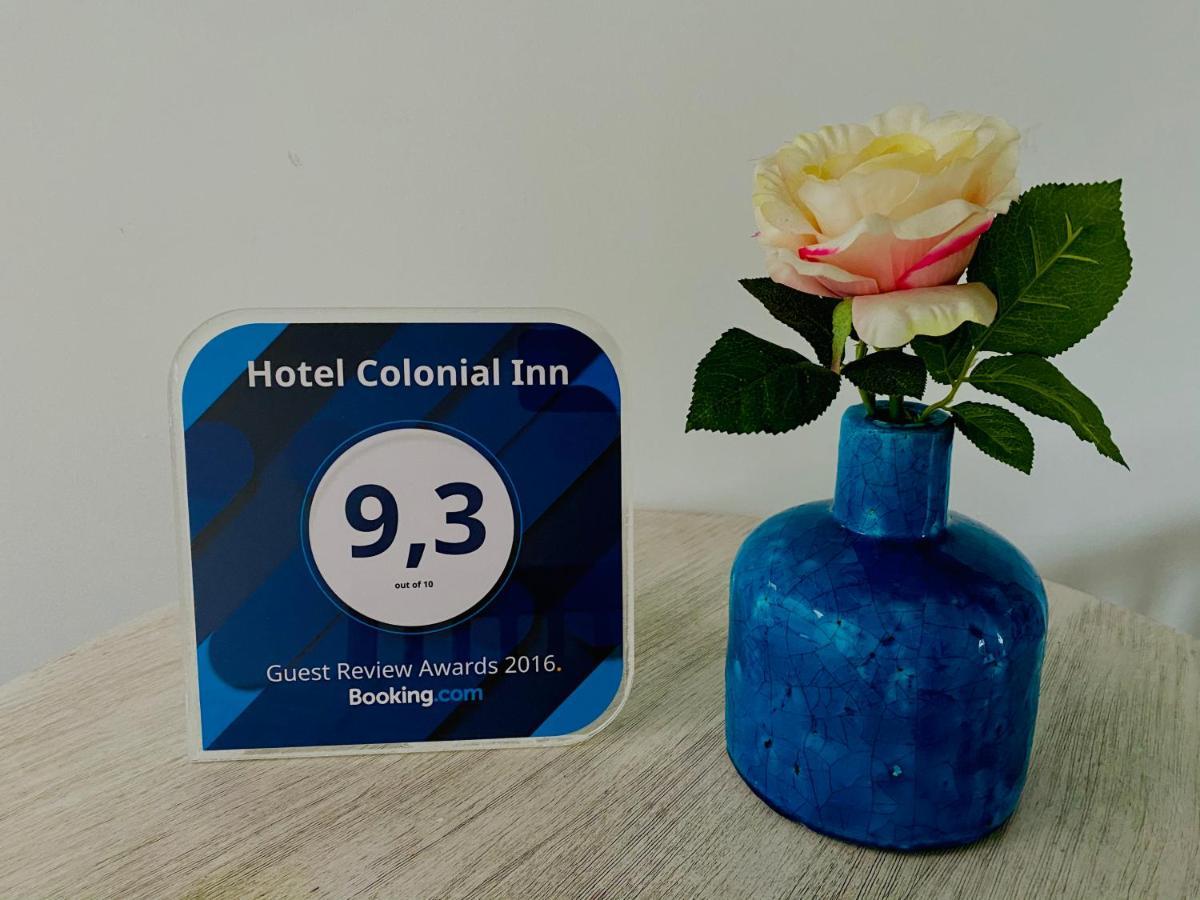 Hotel Colonial Inn
9,3
out of 10
Guest Review Awards 2016.
Booking.com